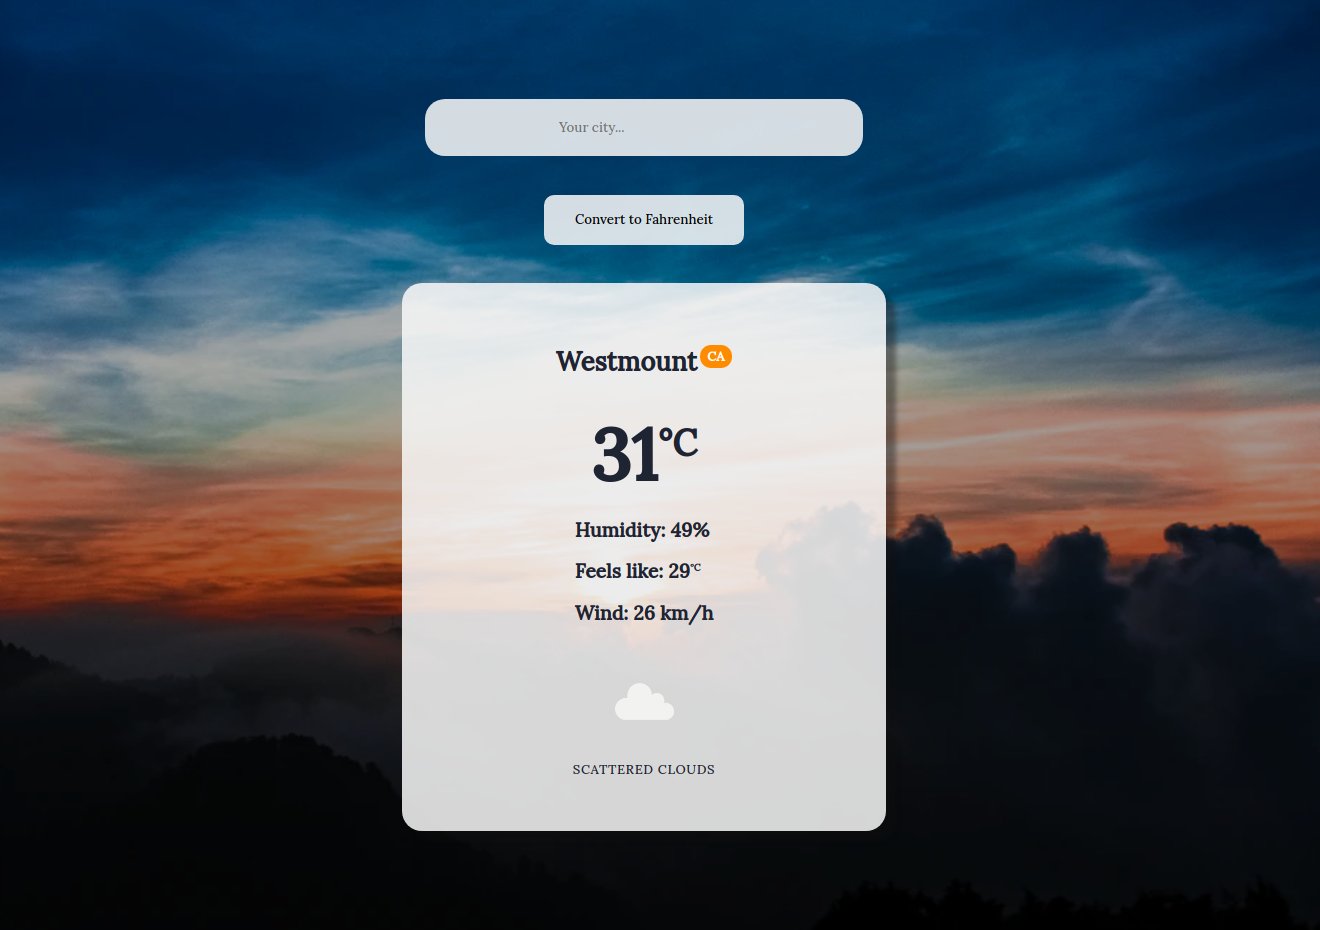 Your city...
Convert to Fahrenheit
Westmount CA
31°C
Humidity: 49%
Feels like: 29°C
Wind: 26 km/h
SCATTERED CLOUDS